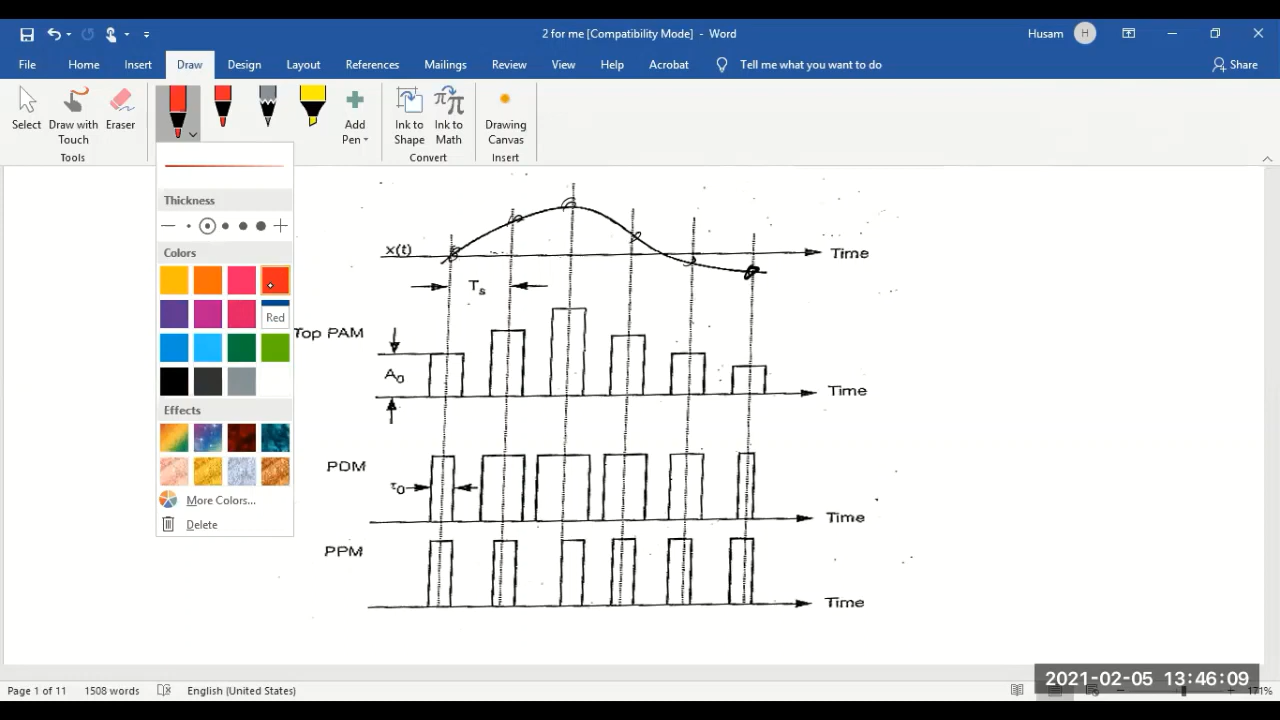 2 for me [Compatibility Mode] - Word
Husam
H
File Home Insert Draw Design Layout References Mailings Review View Help Acrobat Tell me what you want to do Share
Select
Draw with Touch
Eraser
Add Pen
Ink to Shape
Ink to Math
Drawing Canvas
Tools
Convert
Insert
Thickness
Colors
Red
Effects
More Colors...
Delete
x(t)
Time
Ts
Top PAM
A0
Time
PDM
τ0
Time
PPM
Time
2021-02-05 13:46:09
Page 1 of 11 1508 words English (United States)
171%